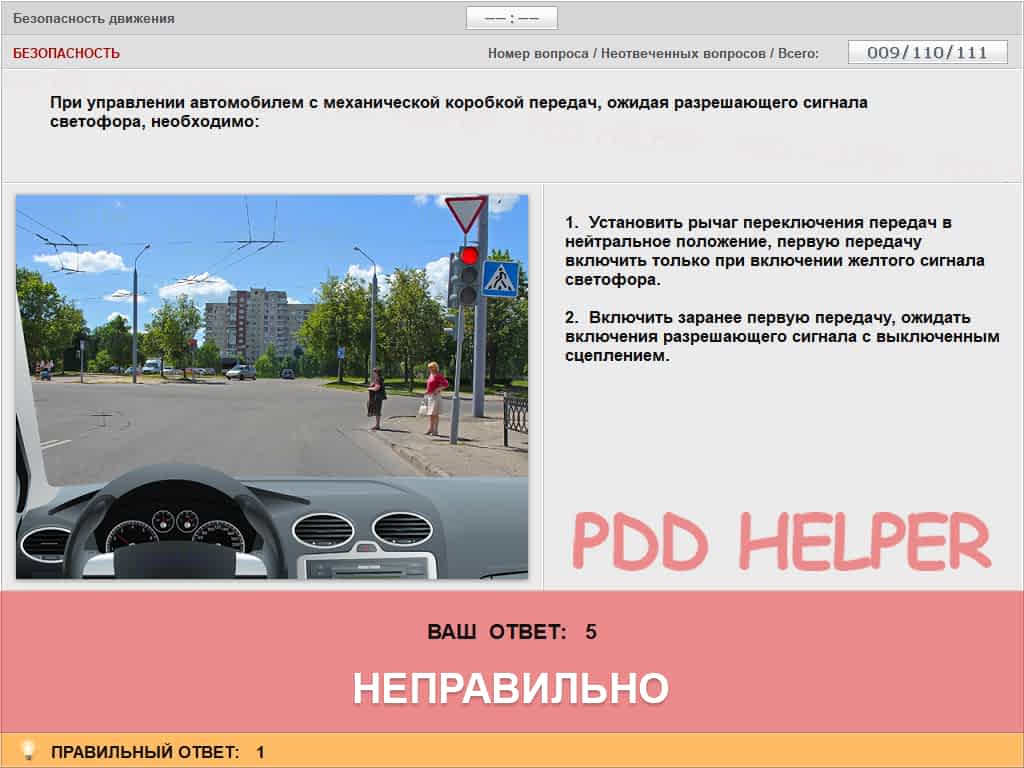 Безопасность движения
––:––
БЕЗОПАСНОСТЬ
Номер вопроса / Неотвеченных вопросов / Всего:
009/110/111
При управлении автомобилем с механической коробкой передач, ожидая разрешающего сигнала
светофора, необходимо:
1. Установить рычаг переключения передач в
нейтральное положение, первую передачу
включить только при включении желтого сигнала
светофора.
2. Включить заранее первую передачу, ожидать
включения разрешающего сигнала с выключенным
сцеплением.
PDD HELPER
ВАШ ОТВЕТ: 5
НЕПРАВИЛЬНО
ПРАВИЛЬНЫЙ ОТВЕТ: 1